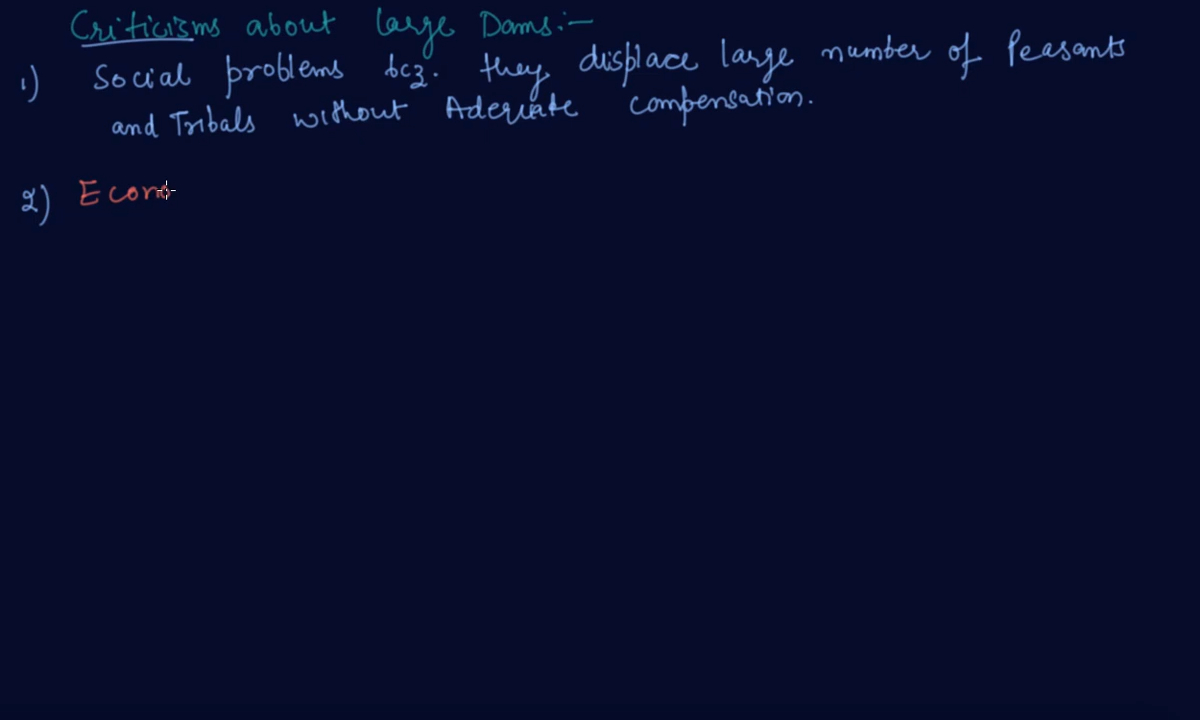 Criticisms about large Dams:-
1) Social problems bcz. they displace large number of Peasants
and Tribals without Adequate compensation.
2) Econo